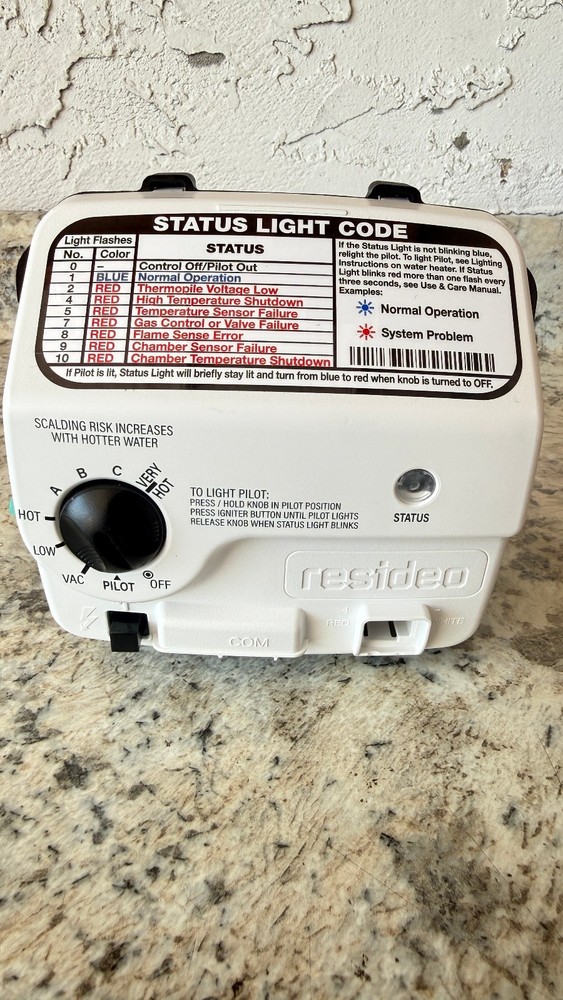 STATUS LIGHT CODE
Light Flashes
No. Color STATUS
0 – Control Off/Pilot Out
1 BLUE Normal Operation
2 RED Thermopile Voltage Low
4 RED High Temperature Shutdown
5 RED Temperature Sensor Failure
7 RED Gas Control or Valve Failure
8 RED Flame Sense Error
9 RED Chamber Sensor Failure
10 RED Chamber Temperature Shutdown
If the Status Light is not blinking blue,
relight the pilot. To light Pilot, see Lighting
Instructions on water heater. If Status
Light blinks red more than one flash every
three seconds, see Use & Care Manual.
Examples:
Normal Operation
System Problem
If Pilot is lit, Status Light will briefly stay lit and turn from blue to red when knob is turned to OFF.
SCALDING RISK INCREASES
WITH HOTTER WATER
A B C VERY HOT
HOT
LOW
VAC PILOT OFF
TO LIGHT PILOT:
PRESS / HOLD KNOB IN PILOT POSITION
PRESS IGNITER BUTTON UNTIL PILOT LIGHTS
RELEASE KNOB WHEN STATUS LIGHT BLINKS
STATUS
resideo
COM
RED